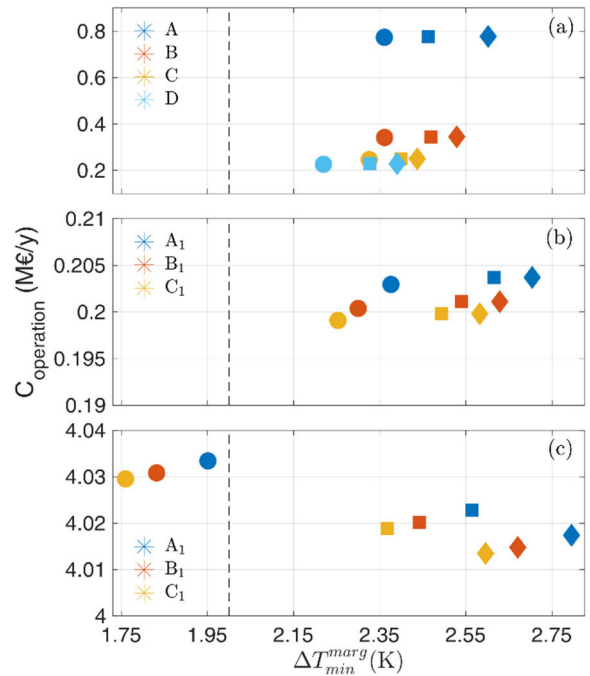 (a)
A
B
C
D
0.8
0.6
0.4
0.2
(b)
A₁
B₁
C₁
0.21
0.205
0.2
0.195
0.19
C_operation (M€/y)
(c)
4.04
4.03
4.02
4.01
4
A₁
B₁
C₁
1.75 1.95 2.15 2.35 2.55 2.75
ΔT_min^marg (K)